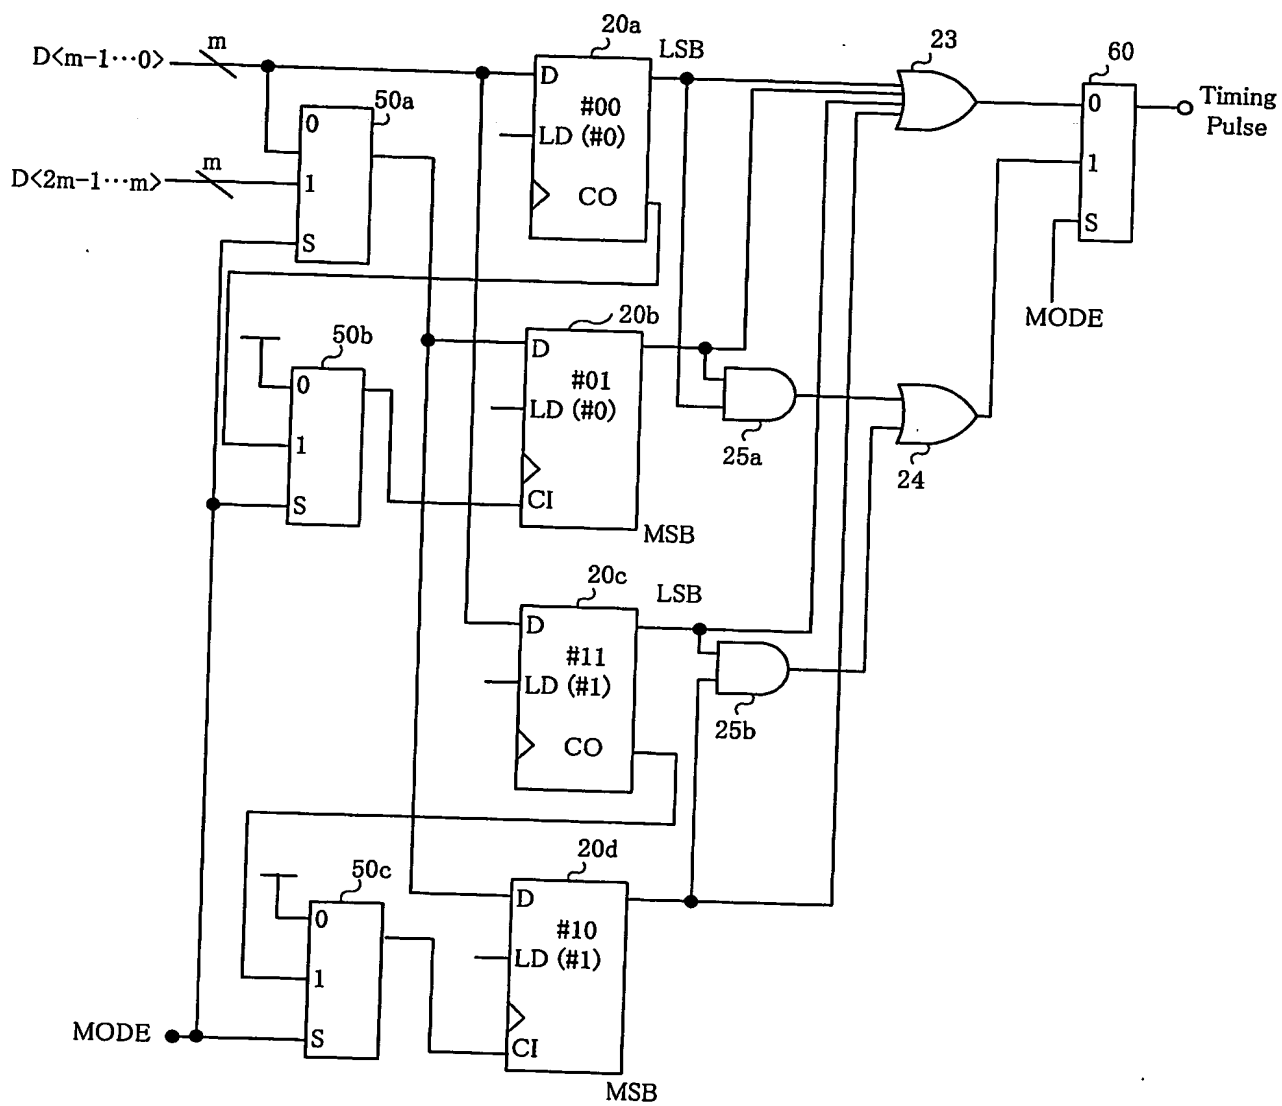 20a
LSB
23
60
m
D<m-1⋯0>
50a
D
#00
LD (#0)
CO
0
Timing
Pulse
0
1
S
m
D<2m-1⋯m>
1
S
MODE
50b
0
1
S
20b
D
#01
LD (#0)
CI
MSB
25a
24
20c
LSB
D
#11
LD (#1)
CO
25b
50c
0
1
S
20d
D
#10
LD (#1)
CI
MSB
MODE